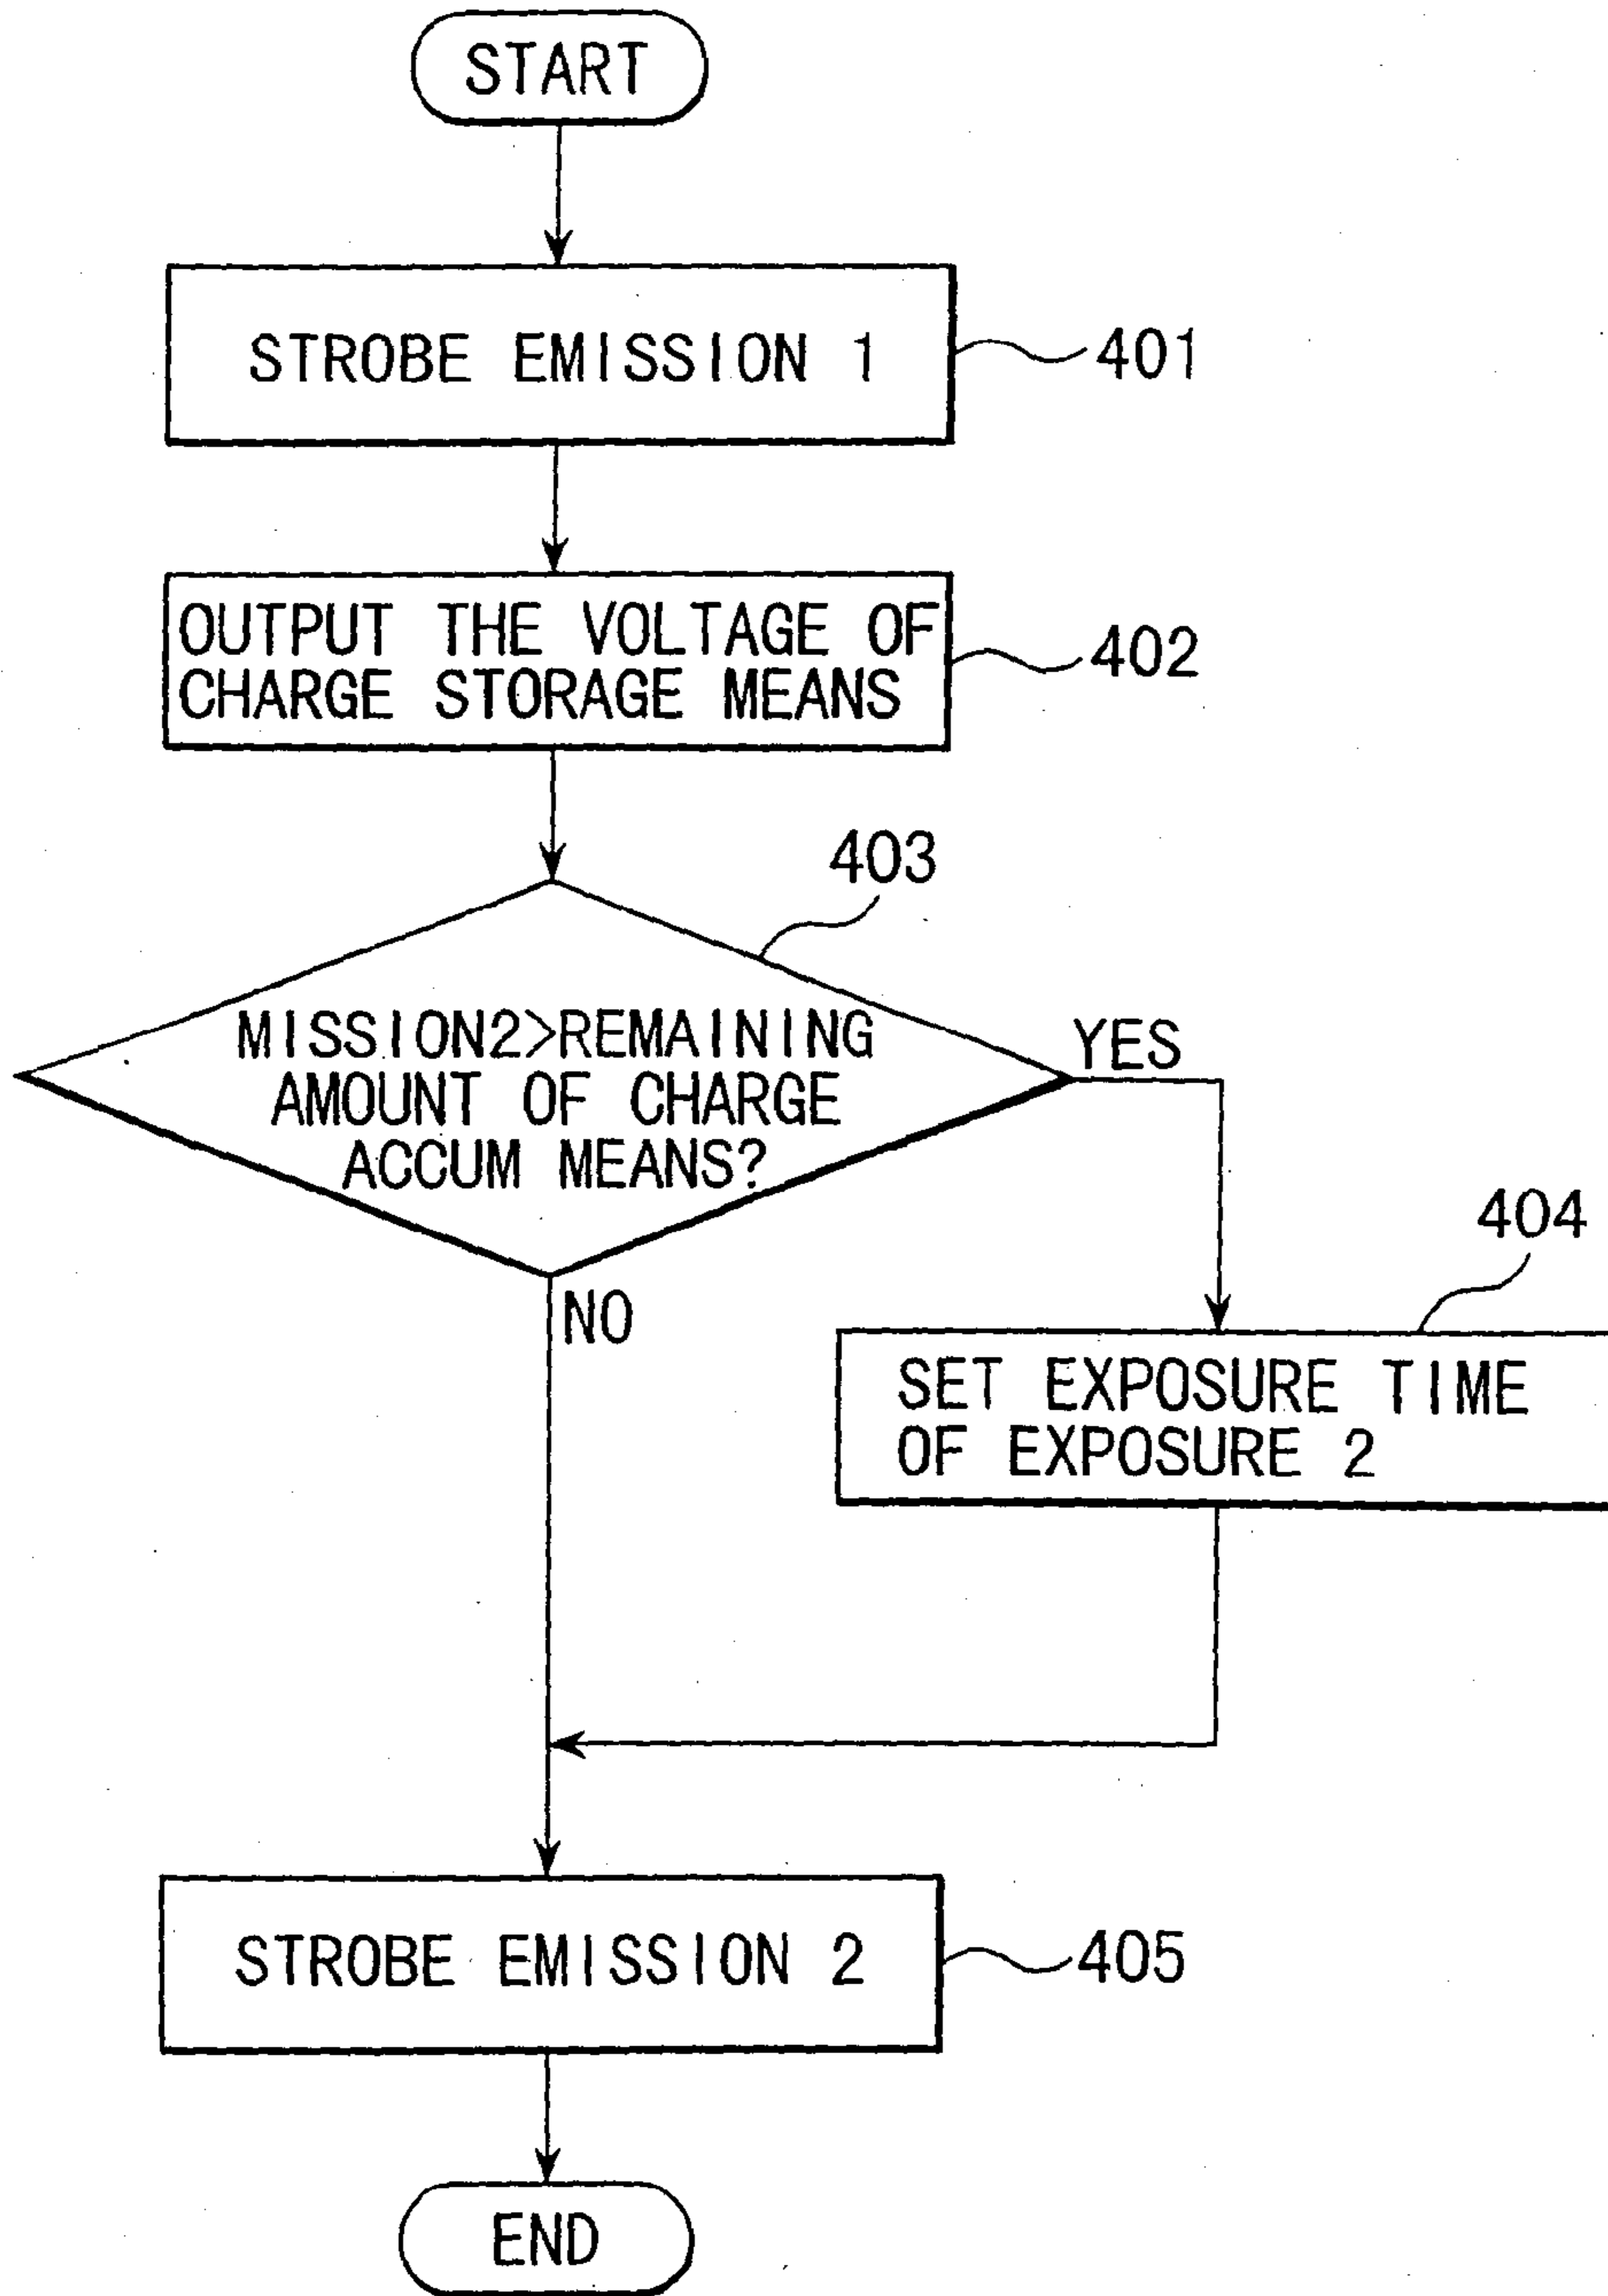 START
STROBE EMISSION 1
401
OUTPUT THE VOLTAGE OF
CHARGE STORAGE MEANS
402
403
MISSION2>REMAINING
AMOUNT OF CHARGE
ACCUM MEANS?
YES
NO
404
SET EXPOSURE TIME
OF EXPOSURE 2
STROBE EMISSION 2
405
END